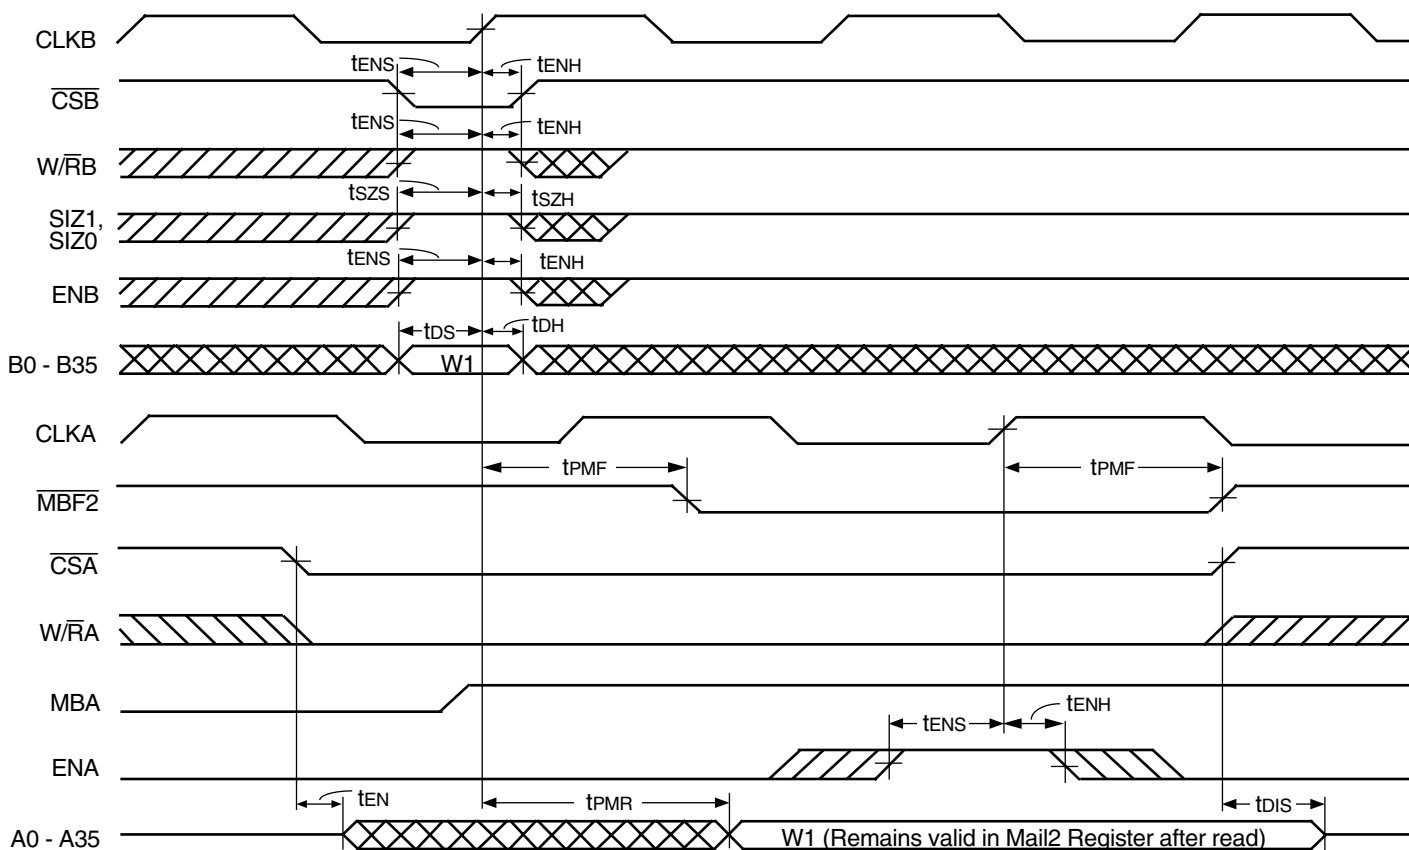 CLKB
tENS tENH
CSB
tENS tENH
W/RB
tSZS tSZH
SIZ1,
SIZ0
tENS tENH
ENB
tDS tDH
B0 - B35 W1
CLKA
tPMF tPMF
MBF2
CSA
W/RA
MBA
tENS tENH
ENA
tEN tPMR tDIS
A0 - A35 W1 (Remains valid in Mail2 Register after read)